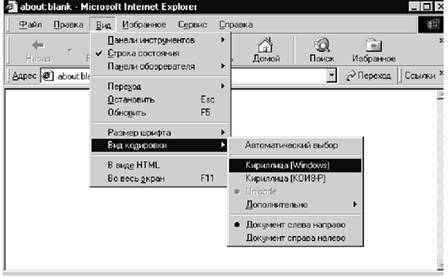 about:blank - Microsoft Internet Explorer
Файл Правка Вид Избранное Сервис Справка
Панели инструментов
Строка состояния
Панели обозревателя
Переход
Остановить Esc
Обновить F5
Размер шрифта
Вид кодировки
В виде HTML
Во весь экран F11
Назад
Домой Поиск Избранное
Адрес about:bla
Переход Ссылки
Автоматический выбор
Кириллица (Windows)
Кириллица (КОИ8-Р)
Unicode
Дополнительно
Документ слева направо
Документ справа налево